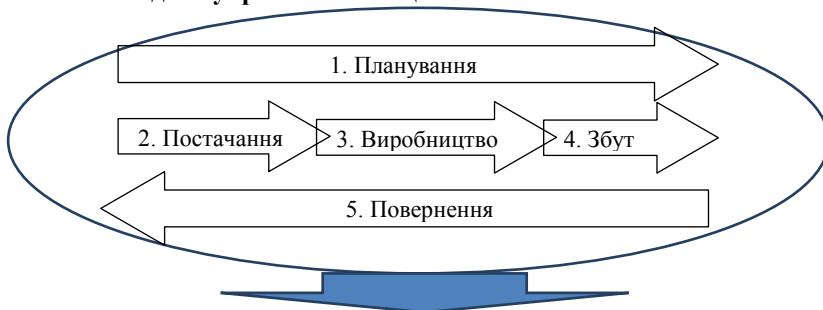 1. Планування
2. Постачання
3. Виробництво
4. Збут
5. Повернення